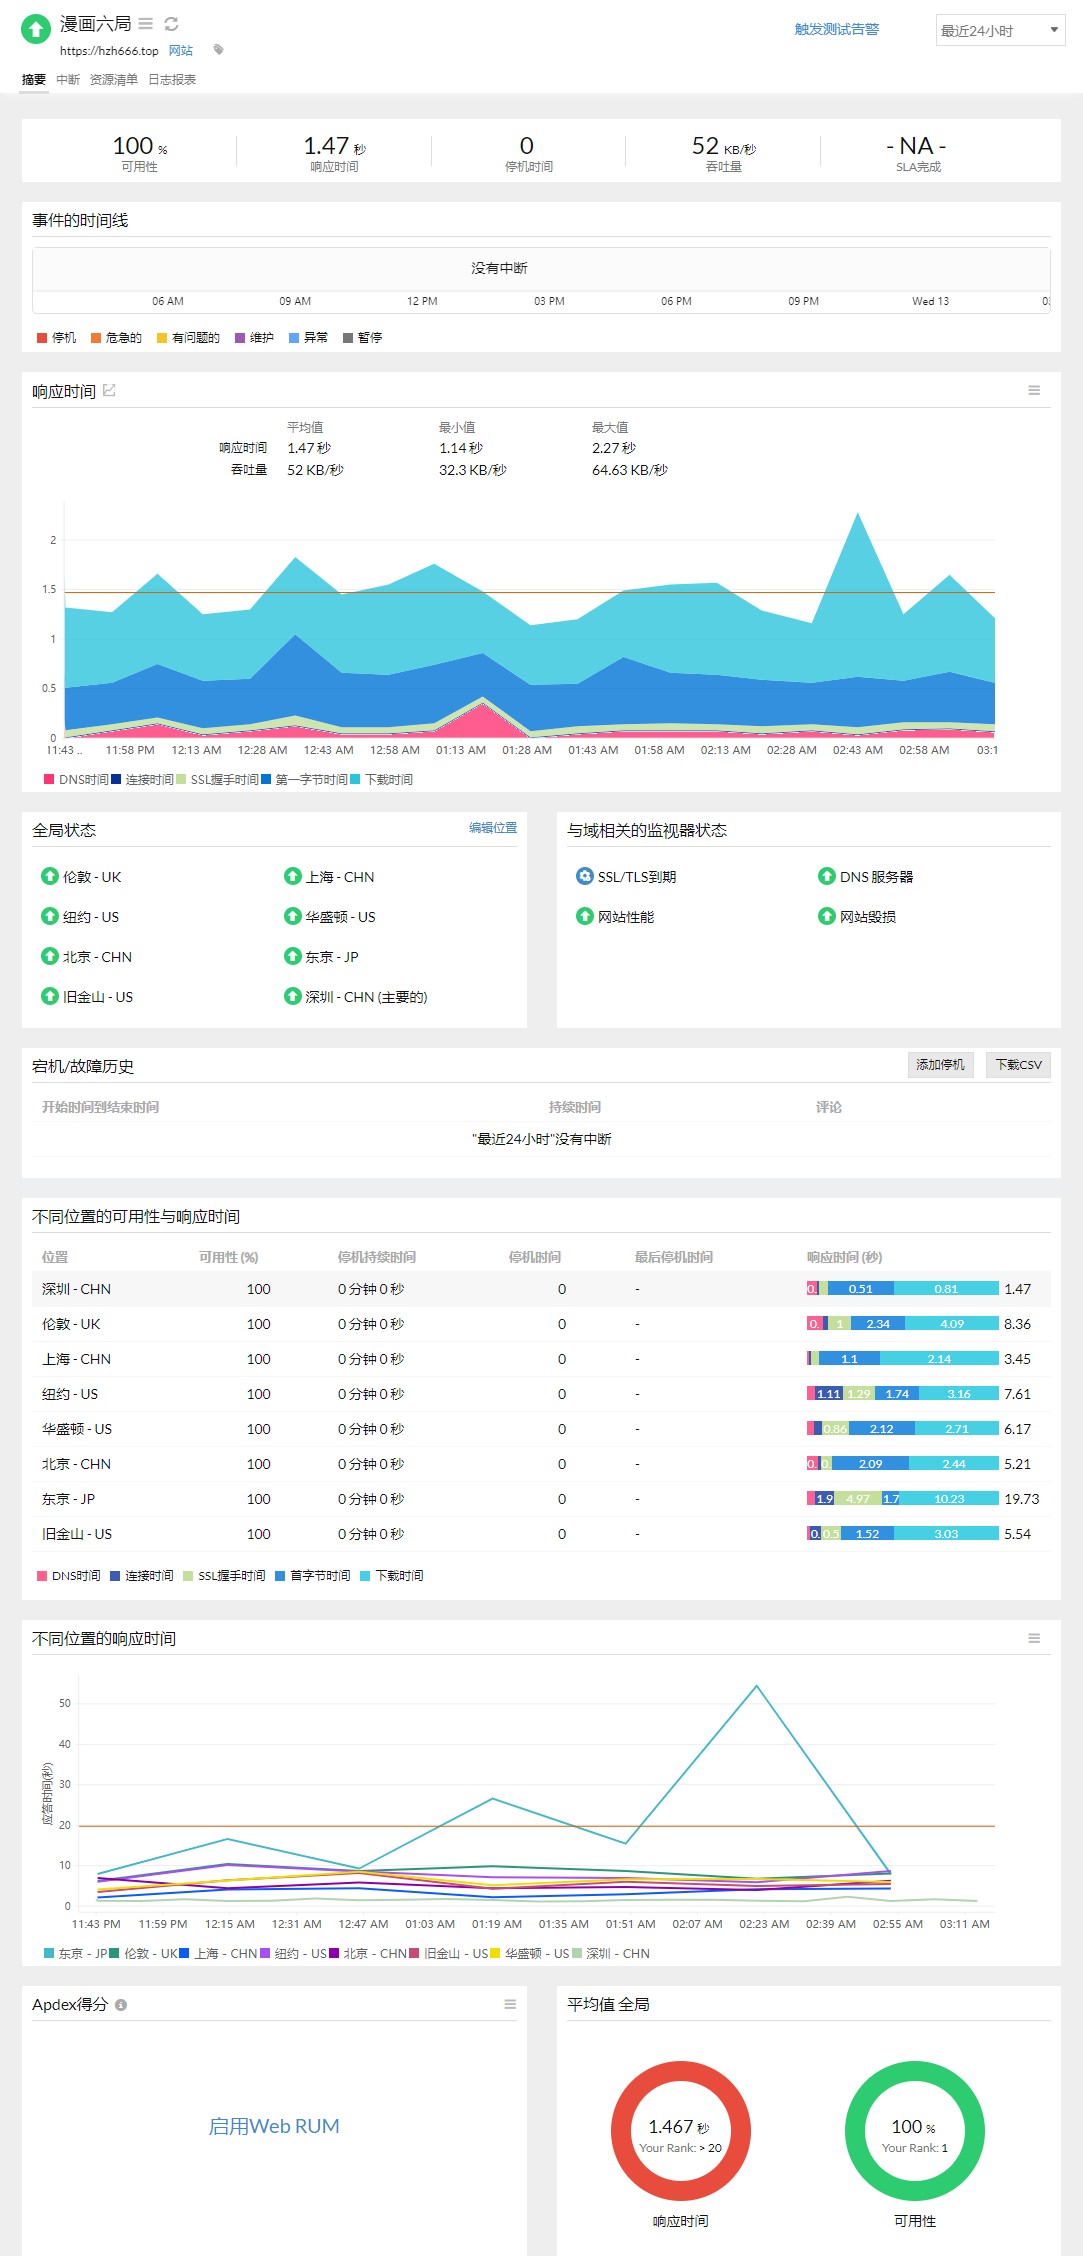 漫画六局
https://hzh666.top 网站
触发测试告警
最近24小时
摘要 中断 资源清单 日志报表
100 % 1.47 秒 0 52 KB/秒 - NA -
可用性 响应时间 停机时间 吞吐量 SLA完成
事件的时间线
没有中断
06 AM 09 AM 12 PM 03 PM 06 PM 09 PM Wed 13
停机 危急的 有问题的 维护 异常 暂停
响应时间
平均值 最小值 最大值
响应时间 1.47 秒 1.14 秒 2.27 秒
吞吐量 52 KB/秒 32.3 KB/秒 64.63 KB/秒
2
1.5
1
0.5
0
11:43 .. 11:58 PM 12:13 AM 12:28 AM 12:43 AM 12:58 AM 01:13 AM 01:28 AM 01:43 AM 01:58 AM 02:13 AM 02:28 AM 02:43 AM 02:58 AM 03:1
DNS时间 连接时间 SSL握手时间 第一字节时间 下载时间
全局状态 编辑位置
伦敦 - UK 上海 - CHN
纽约 - US 华盛顿 - US
北京 - CHN 东京 - JP
旧金山 - US 深圳 - CHN (主要的)
与域相关的监视器状态
SSL/TLS到期 DNS 服务器
网站性能 网站毁损
宕机/故障历史 添加停机 下载CSV
开始时间到结束时间 持续时间 评论
"最近24小时"没有中断
不同位置的可用性与响应时间
位置 可用性 (%) 停机持续时间 停机时间 最后停机时间 响应时间 (秒)
深圳 - CHN 100 0 分钟 0 秒 0 - 0. 0.51 0.81 1.47
伦敦 - UK 100 0 分钟 0 秒 0 - 0. 1 2.34 4.09 8.36
上海 - CHN 100 0 分钟 0 秒 0 - 1.1 2.14 3.45
纽约 - US 100 0 分钟 0 秒 0 - 1.11 1.29 1.74 3.16 7.61
华盛顿 - US 100 0 分钟 0 秒 0 - 0.86 2.12 2.71 6.17
北京 - CHN 100 0 分钟 0 秒 0 - 0. 0. 2.09 2.44 5.21
东京 - JP 100 0 分钟 0 秒 0 - 1.9 4.97 1.7 10.23 19.73
旧金山 - US 100 0 分钟 0 秒 0 - 0. 0.5 1.52 3.03 5.54
DNS时间 连接时间 SSL握手时间 首字节时间 下载时间
不同位置的响应时间
应答时间(秒)
50
40
30
20
10
0
11:43 PM 11:59 PM 12:15 AM 12:31 AM 12:47 AM 01:03 AM 01:19 AM 01:35 AM 01:51 AM 02:07 AM 02:23 AM 02:39 AM 02:55 AM 03:11 AM
东京 - JP 伦敦 - UK 上海 - CHN 纽约 - US 北京 - CHN 旧金山 - US 华盛顿 - US 深圳 - CHN
Apdex得分
启用Web RUM
平均值 全局
1.467 秒 100 %
Your Rank: > 20 Your Rank: 1
响应时间 可用性